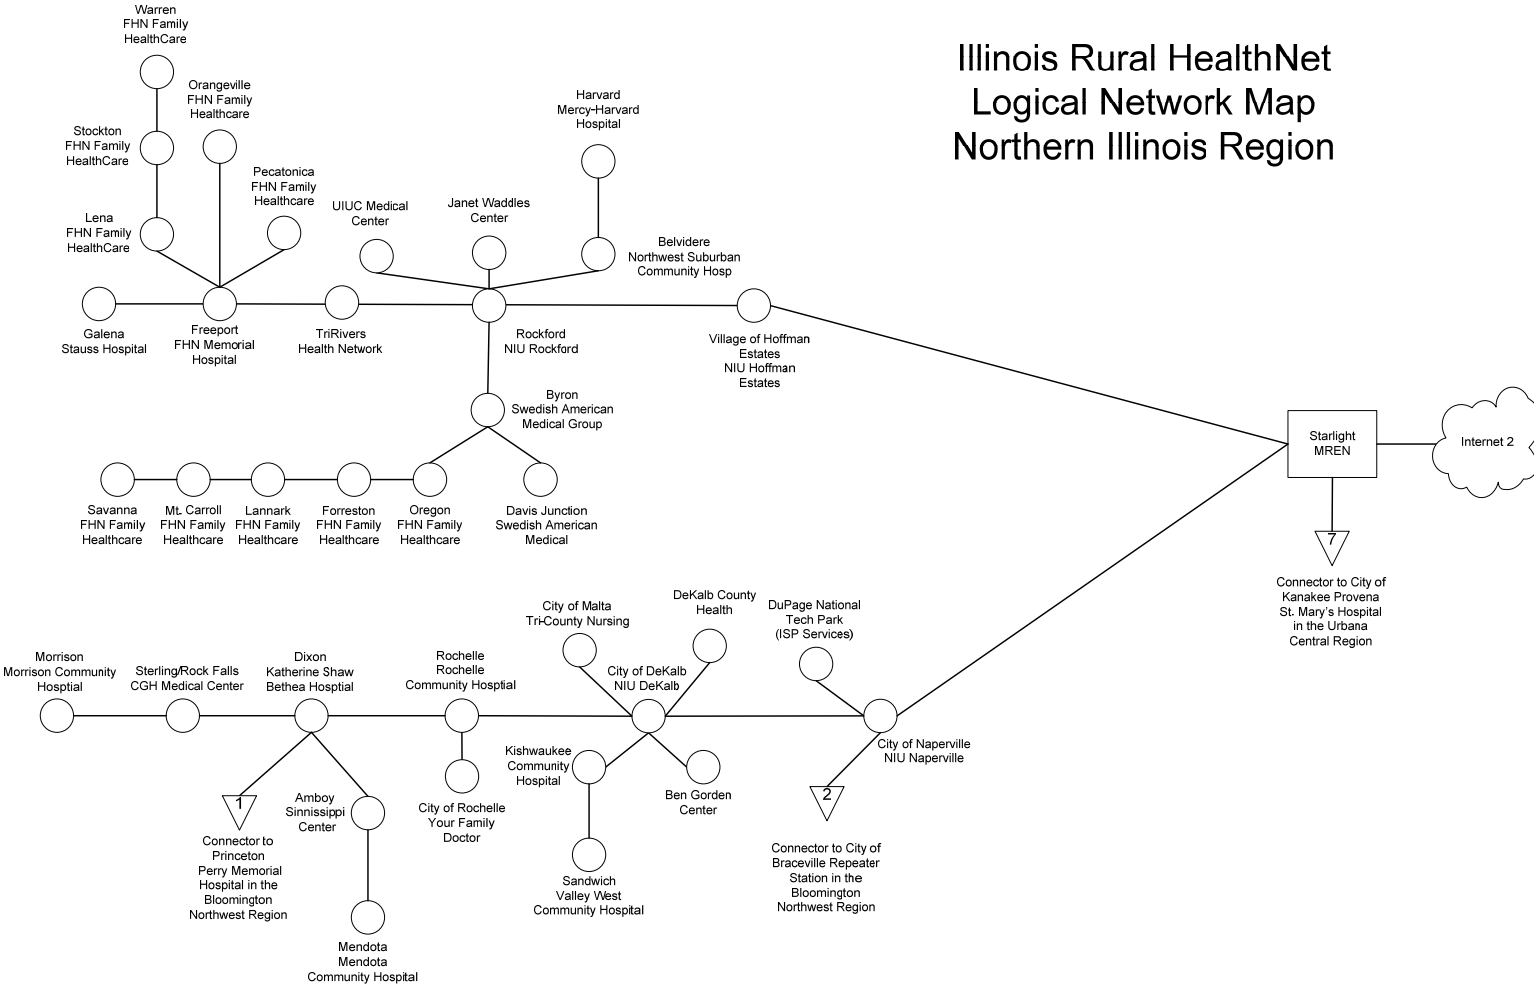 Illinois Rural HealthNet
Logical Network Map
Northern Illinois Region
Warren
FHN Family
HealthCare
Orangeville
FHN Family
Healthcare
Stockton
FHN Family
HealthCare
Pecatonica
FHN Family
Healthcare
Lena
FHN Family
HealthCare
UIUC Medical
Center
Janet Waddles
Center
Harvard
Mercy-Harvard
Hospital
Belvidere
Northwest Suburban
Community Hosp
Galena
Stauss Hospital
Freeport
FHN Memorial
Hospital
TriRivers
Health Network
Rockford
NIU Rockford
Village of Hoffman
Estates
NIU Hoffman
Estates
Byron
Swedish American
Medical Group
Savanna
FHN Family
Healthcare
Mt. Carroll
FHN Family
Healthcare
Lannark
FHN Family
Healthcare
Forreston
FHN Family
Healthcare
Oregon
FHN Family
Healthcare
Davis Junction
Swedish American
Medical
Starlight
MREN
Internet 2
7
Connector to City of
Kanakee Provena
St. Mary's Hospital
in the Urbana
Central Region
City of Malta
Tri-County Nursing
DeKalb County
Health
DuPage National
Tech Park
(ISP Services)
Morrison
Morrison Community
Hosptial
Sterling/Rock Falls
CGH Medical Center
Dixon
Katherine Shaw
Bethea Hosptial
Rochelle
Rochelle
Community Hosptial
City of DeKalb
NIU DeKalb
City of Naperville
NIU Naperville
Kishwaukee
Community
Hospital
Ben Gorden
Center
1
Connector to
Princeton
Perry Memorial
Hospital in the
Bloomington
Northwest Region
Amboy
Sinnissippi
Center
City of Rochelle
Your Family
Doctor
2
Connector to City of
Braceville Repeater
Station in the
Bloomington
Northwest Region
Sandwich
Valley West
Community Hospital
Mendota
Mendota
Community Hospital